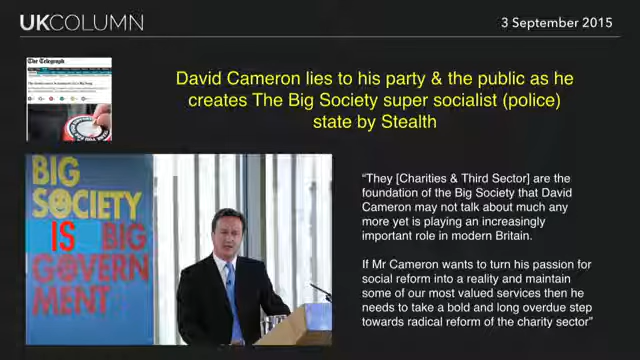 UKCOLUMN
3 September 2015
The Telegraph
David Cameron lies to his party & the public as he
creates The Big Society super socialist (police)
state by Stealth
BIG
SOCIETY
IS BIG
GOVERN
MENT
“They [Charities & Third Sector] are the
foundation of the Big Society that David
Cameron may not talk about much any
more yet is playing an increasingly
important role in modern Britain.
If Mr Cameron wants to turn his passion for
social reform into a reality and maintain
some of our most valued services then he
needs to take a bold and long overdue step
towards radical reform of the charity sector”